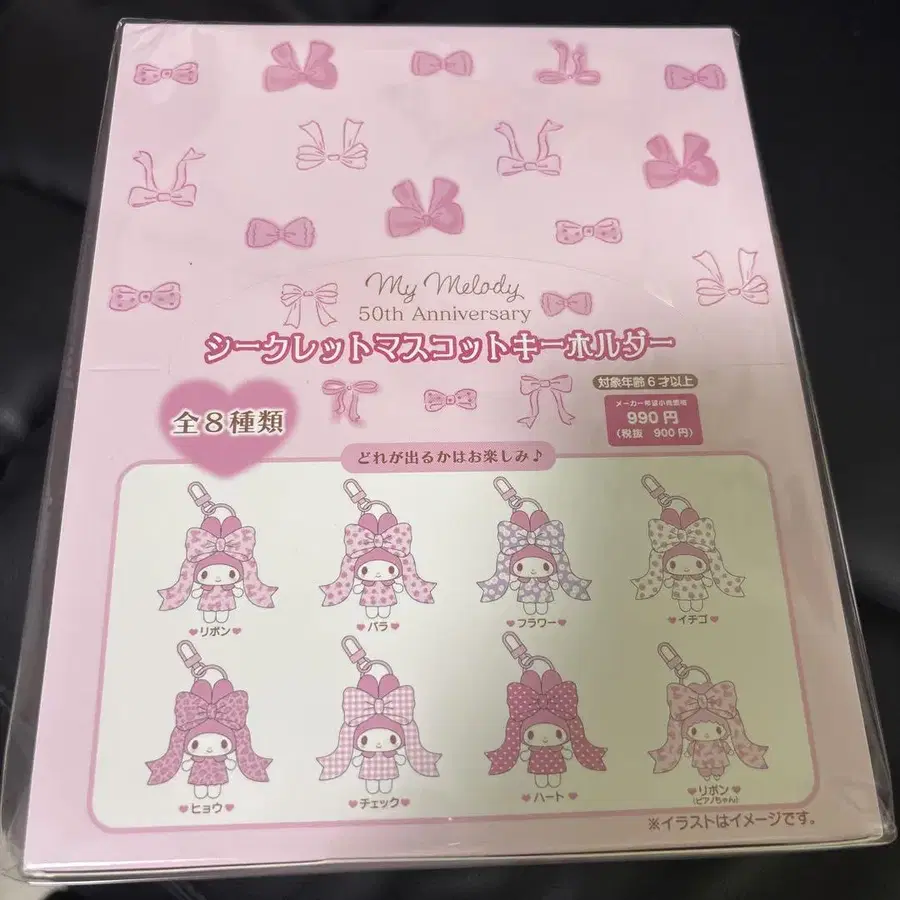 My Melody
50th Anniversary
シークレットマスコットキーホルダー
対象年齢6才以上
全8種類
メーカー希望小売価格
990円
(税抜 900円)
どれが出るかはお楽しみ♪
リボン
バラ
フラワー
イチゴ
ヒョウ
チェック
ハート
リボン
(ピアノちゃん)
※イラストはイメージです。